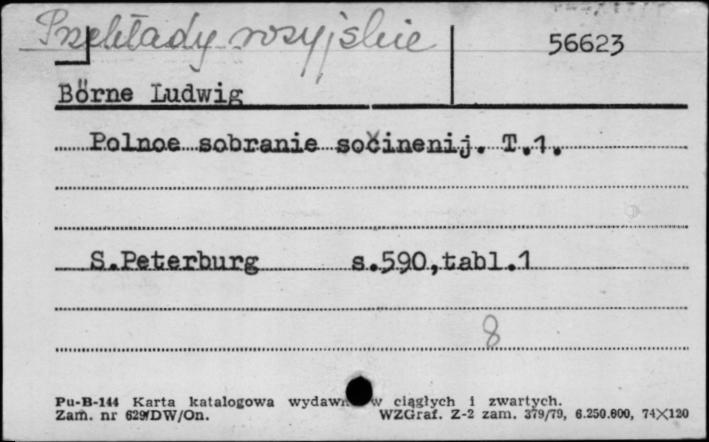 Przekłady rosyjskie
56623
Börne Ludwig
Polnoe sobranie sočinenij. T.1.
S.Peterburg s.590,tabl.1
8
Pu-B-144 Karta katalogowa wydawn w ciągłych i zwartych.
Zam. nr 629/DW/On. WZGraf. Z-2 zam. 379/79, 6.250.000, 74X120